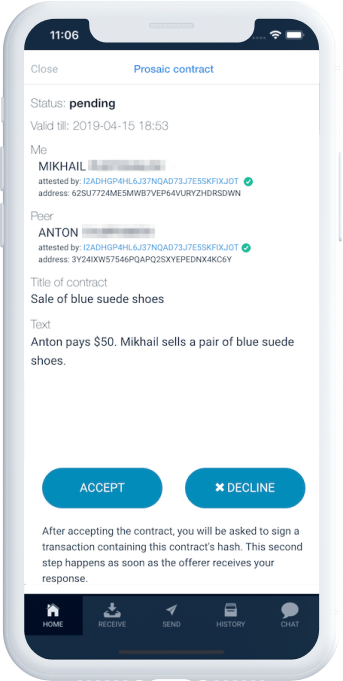 11:06
Close Prosaic contract
Status: pending
Valid till: 2019-04-15 18:53
Me
MIKHAIL
attested by: I2ADHGP4HL6J37NQAD73J7E5SKFIXJOT
address: 62SU7724ME5MWB7VEP64VURYZHDRSDWN
Peer
ANTON
attested by: I2ADHGP4HL6J37NQAD73J7E5SKFIXJOT
address: 3Y24IXW57546PQAPQ2SXYEPEDNX4KC6Y
Title of contract
Sale of blue suede shoes
Text
Anton pays $50. Mikhail sells a pair of blue suede
shoes.
ACCEPT DECLINE
After accepting the contract, you will be asked to sign a
transaction containing this contract's hash. This second
step happens as soon as the offerer receives your
response.
HOME RECEIVE SEND HISTORY CHAT